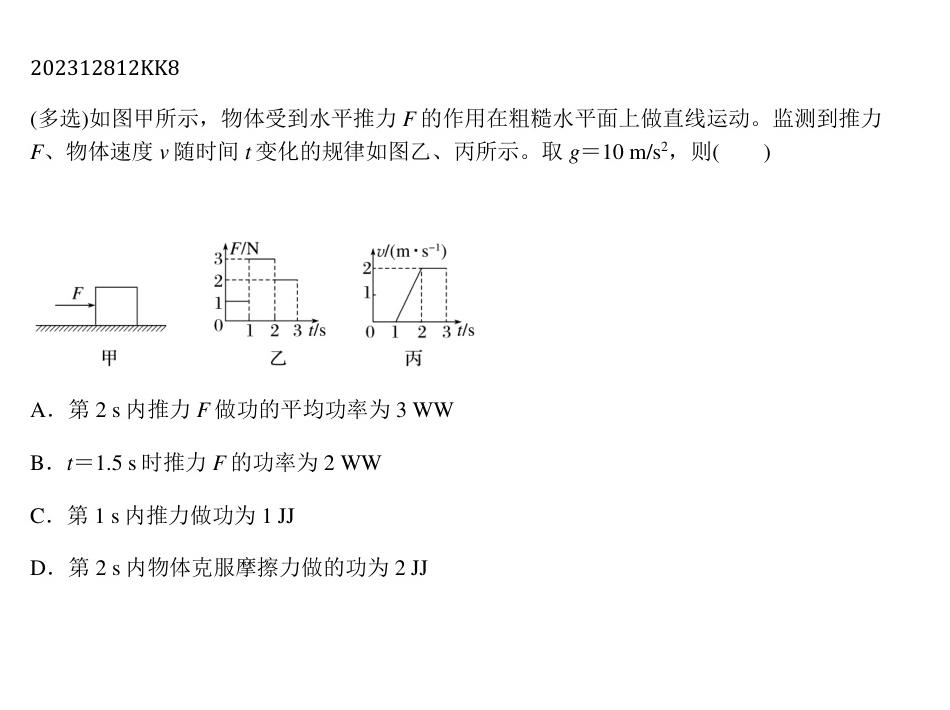 202312812KK8
(多选)如图甲所示，物体受到水平推力 F 的作用在粗糙水平面上做直线运动。监测到推力
F、物体速度 v 随时间 t 变化的规律如图乙、丙所示。取 g＝10 m/s²，则(　　)
F
甲
F/N
3
2
1
0 1 2 3 t/s
乙
v/(m·s⁻¹)
2
1
0 1 2 3 t/s
丙
A．第 2 s 内推力 F 做功的平均功率为 3 WW
B．t＝1.5 s 时推力 F 的功率为 2 WW
C．第 1 s 内推力做功为 1 JJ
D．第 2 s 内物体克服摩擦力做的功为 2 JJ